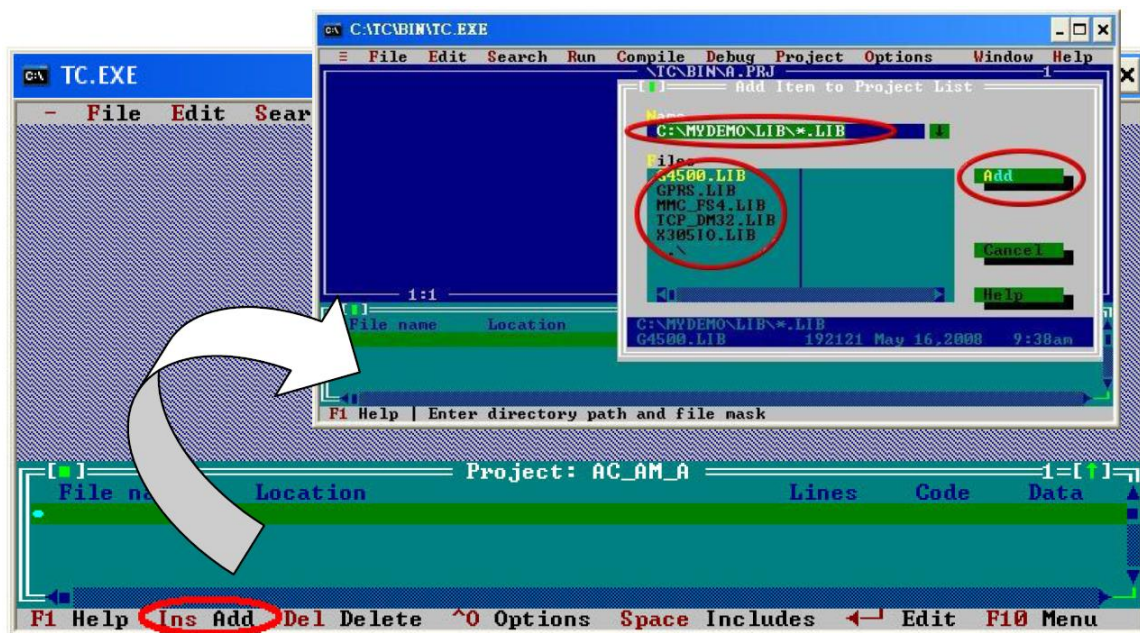 C:\TC\BIN\TC.EXE
≡ File Edit Search Run Compile Debug Project Options Window Help
\TC\BIN\A.PRJ 1
Add Item to Project List
Name
C:\MYDEMO\LIB\*.LIB
Files
G4500.LIB
GPRS.LIB
MMC_FS4.LIB
TCP_DM32.LIB
X305IO.LIB
..\
Add
Cancel
Help
C:\MYDEMO\LIB\*.LIB
G4500.LIB 192121 May 16,2008 9:38am
1:1
File name Location
F1 Help | Enter directory path and file mask
TC.EXE
- File Edit Sear
Project: AC_AM_A 1=[↑]
File na Location Lines Code Data
F1 Help Ins Add Del Delete ^O Options Space Includes ◄─┘ Edit F10 Menu